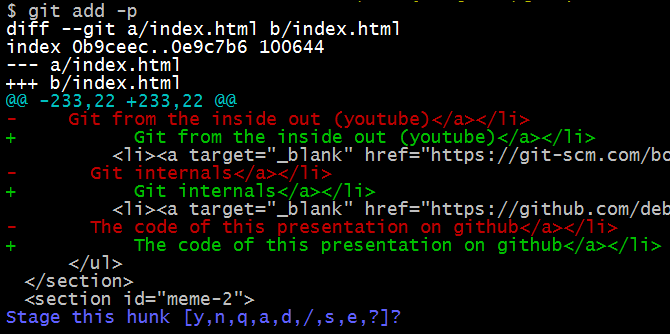 $ git add -p
diff --git a/index.html b/index.html
index 0b9ceec..0e9c7b6 100644
--- a/index.html
+++ b/index.html
@@ -233,22 +233,22 @@
-      Git from the inside out (youtube)</a></li>
+             Git from the inside out (youtube)</a></li>
            <li><a target="_blank" href="https://git-scm.com/bo
-        Git internals</a></li>
+             Git internals</a></li>
            <li><a target="_blank" href="https://github.com/deb
-        The code of this presentation on github</a></li>
+             The code of this presentation on github</a></li>
       </ul>
  </section>
  <section id="meme-2">
Stage this hunk [y,n,q,a,d,/,s,e,?]?